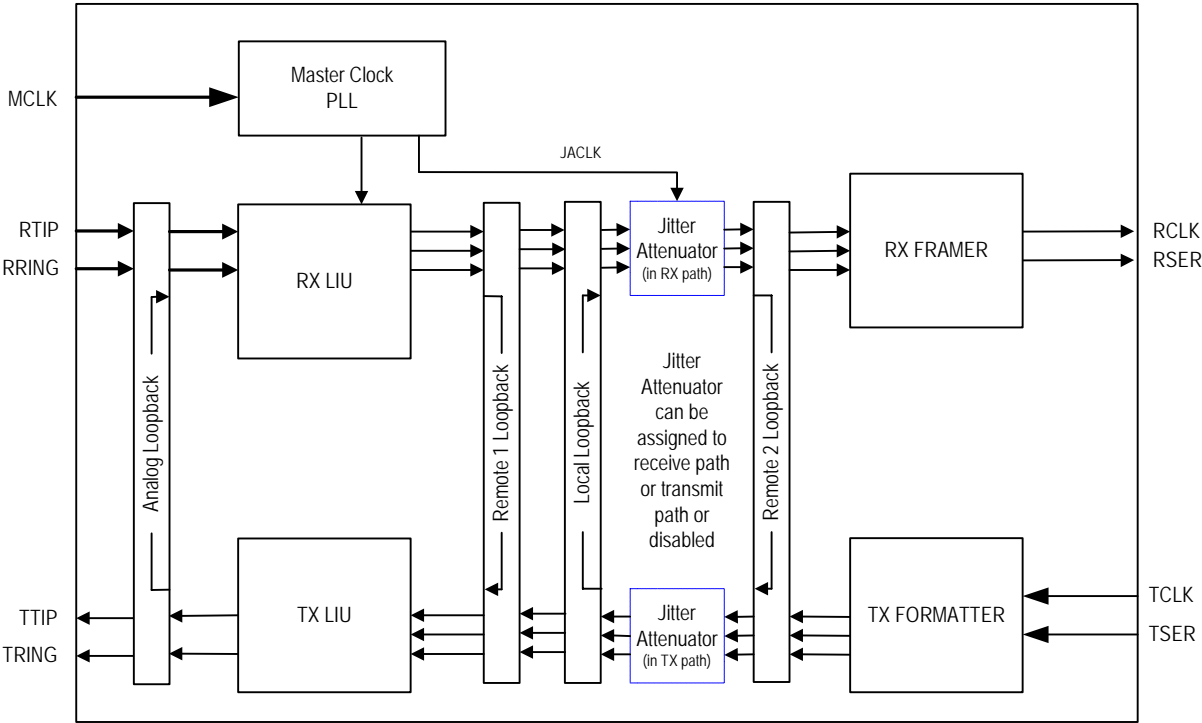 Master Clock
PLL
MCLK
JACLK
RTIP
RRING
RX LIU
Jitter
Attenuator
(in RX path)
RX FRAMER
RCLK
RSER
Analog Loopback
Remote 1 Loopback
Local Loopback
Jitter
Attenuator
can be
assigned to
receive path
or transmit
path or
disabled
Remote 2 Loopback
TTIP
TRING
TX LIU
Jitter
Attenuator
(in TX path)
TX FORMATTER
TCLK
TSER